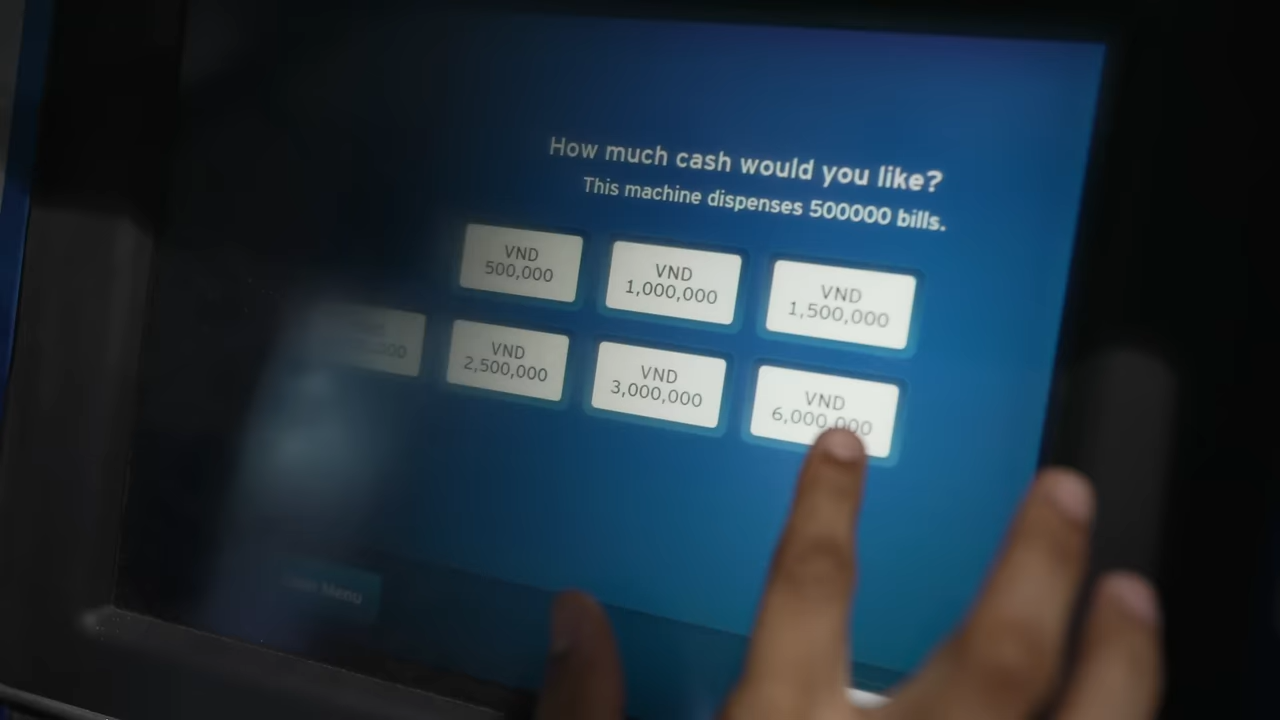 How much cash would you like?
This machine dispenses 500000 bills.
VND
500,000
VND
1,000,000
VND
1,500,000
VND
2,500,000
VND
3,000,000
VND
6,000,000
Menu